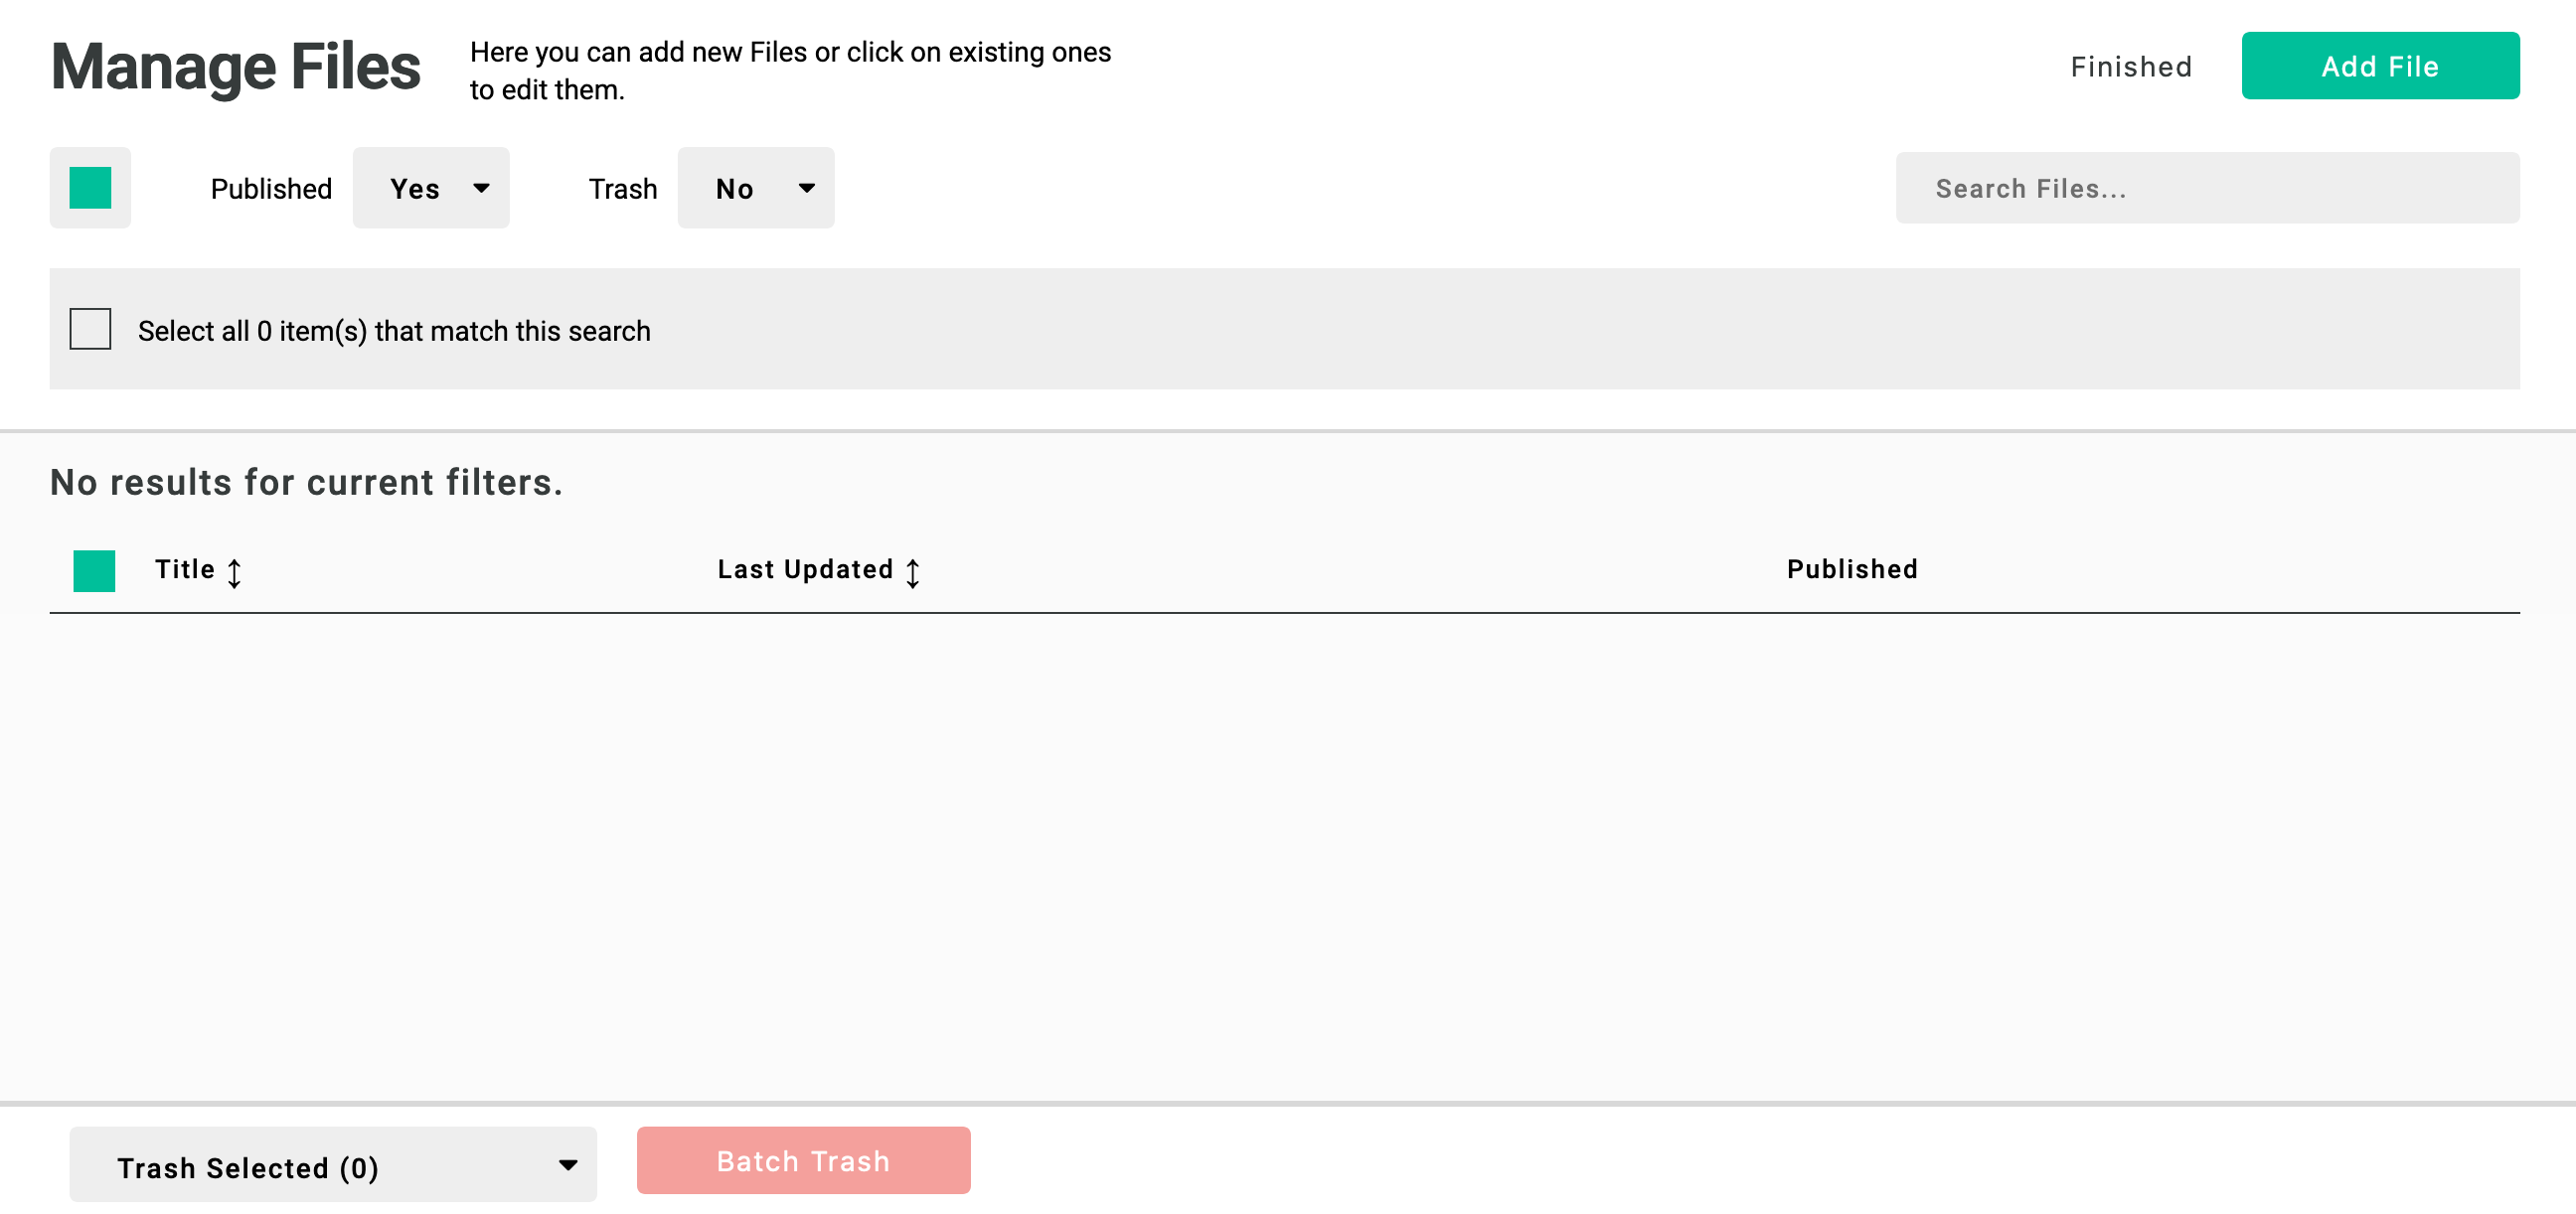 Manage Files
Here you can add new Files or click on existing ones
to edit them.
Finished
Add File
Published
Yes
Trash
No
Search Files...
Select all 0 item(s) that match this search
No results for current filters.
Title
Last Updated
Published
Trash Selected (0)
Batch Trash